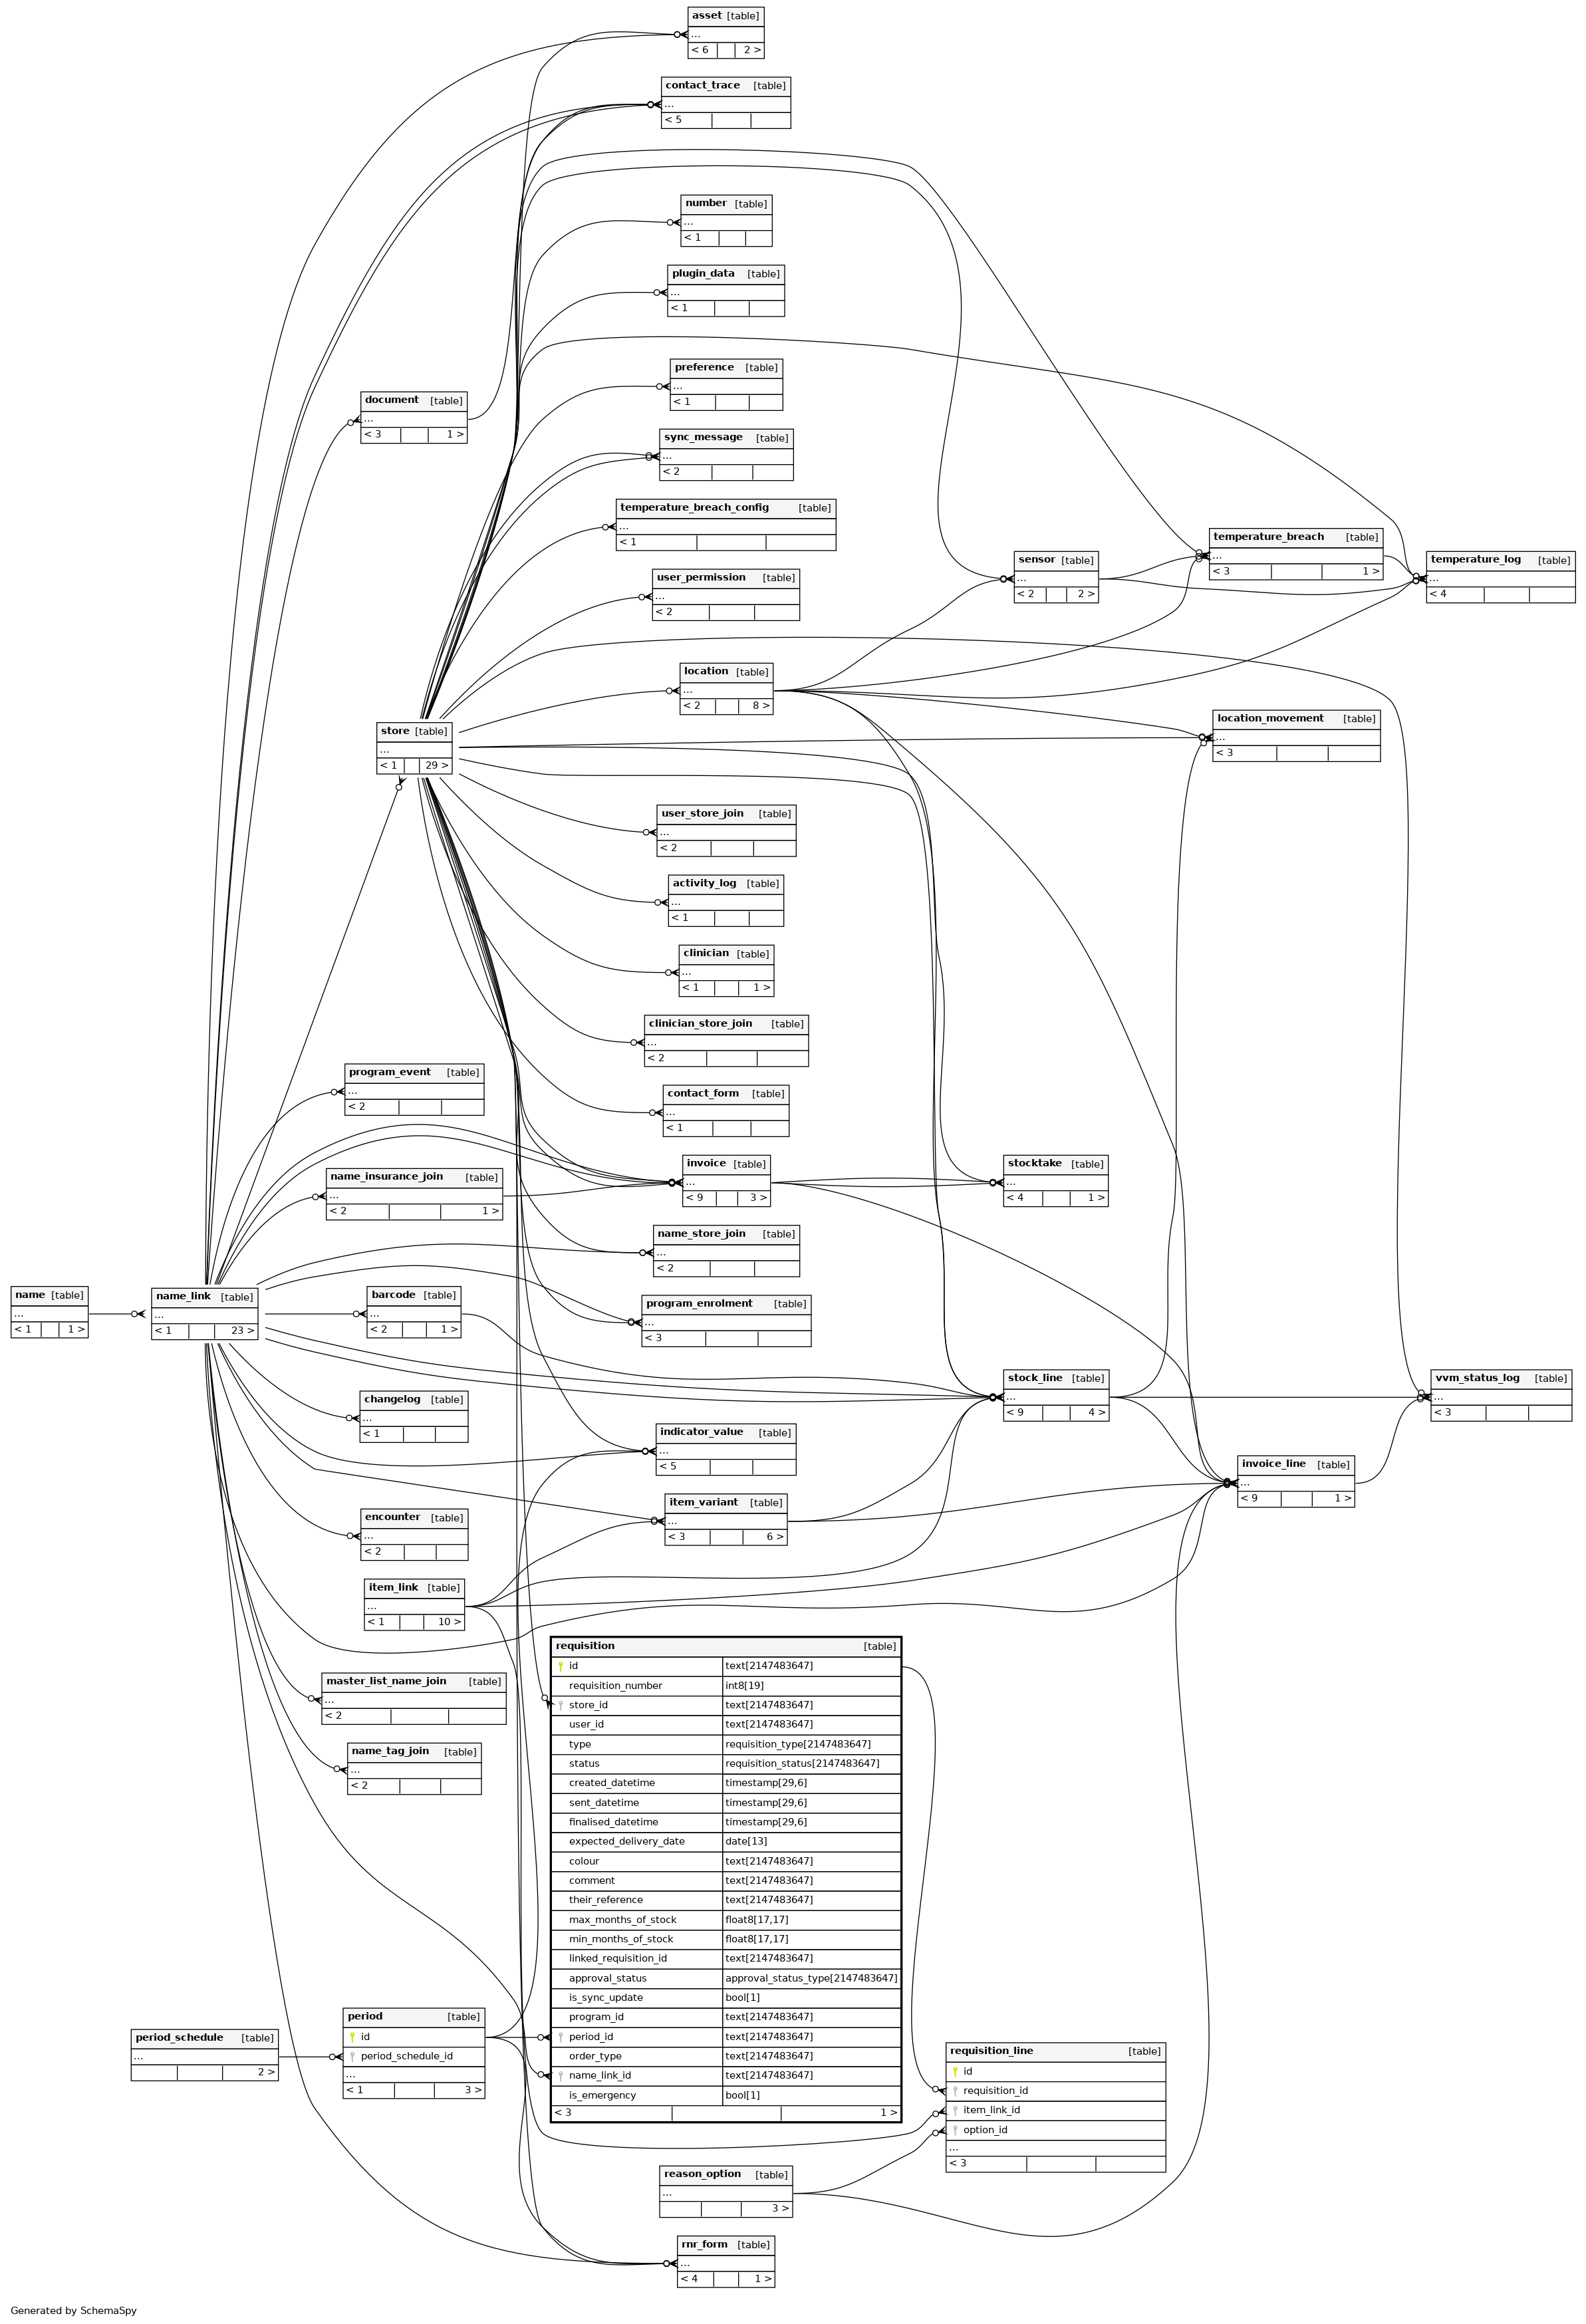 asset [table]
...
< 6 2 >
contact_trace [table]
...
< 5
number [table]
...
< 1
plugin_data [table]
...
< 1
preference [table]
...
< 1
document [table]
...
< 3 1 >
sync_message [table]
...
< 2
temperature_breach_config [table]
...
< 1
temperature_breach [table]
...
< 3 1 >
sensor [table]
...
< 2 2 >
temperature_log [table]
...
< 4
user_permission [table]
...
< 2
location [table]
...
< 2 8 >
location_movement [table]
...
< 3
store [table]
...
< 1 29 >
user_store_join [table]
...
< 2
activity_log [table]
...
< 1
clinician [table]
...
< 1 1 >
clinician_store_join [table]
...
< 2
program_event [table]
...
< 2
contact_form [table]
...
< 1
name_insurance_join [table]
...
< 2 1 >
invoice [table]
...
< 9 3 >
stocktake [table]
...
< 4 1 >
name_store_join [table]
...
< 2
name [table]
...
< 1 1 >
name_link [table]
...
< 1 23 >
barcode [table]
...
< 2 1 >
program_enrolment [table]
...
< 3
stock_line [table]
...
< 9 4 >
vvm_status_log [table]
...
< 3
changelog [table]
...
< 1
indicator_value [table]
...
< 5
invoice_line [table]
...
< 9 1 >
item_variant [table]
...
< 3 6 >
encounter [table]
...
< 2
item_link [table]
...
< 1 10 >
master_list_name_join [table]
...
< 2
name_tag_join [table]
...
< 2
requisition [table]
id text[2147483647]
requisition_number int8[19]
store_id text[2147483647]
user_id text[2147483647]
type requisition_type[2147483647]
status requisition_status[2147483647]
created_datetime timestamp[29,6]
sent_datetime timestamp[29,6]
finalised_datetime timestamp[29,6]
expected_delivery_date date[13]
colour text[2147483647]
comment text[2147483647]
their_reference text[2147483647]
max_months_of_stock float8[17,17]
min_months_of_stock float8[17,17]
linked_requisition_id text[2147483647]
approval_status approval_status_type[2147483647]
is_sync_update bool[1]
program_id text[2147483647]
period_id text[2147483647]
order_type text[2147483647]
name_link_id text[2147483647]
is_emergency bool[1]
< 3 1 >
period_schedule [table]
...
2 >
period [table]
id
period_schedule_id
...
< 1 3 >
requisition_line [table]
id
requisition_id
item_link_id
option_id
...
< 3
reason_option [table]
...
3 >
rnr_form [table]
...
< 4 1 >
Generated by SchemaSpy